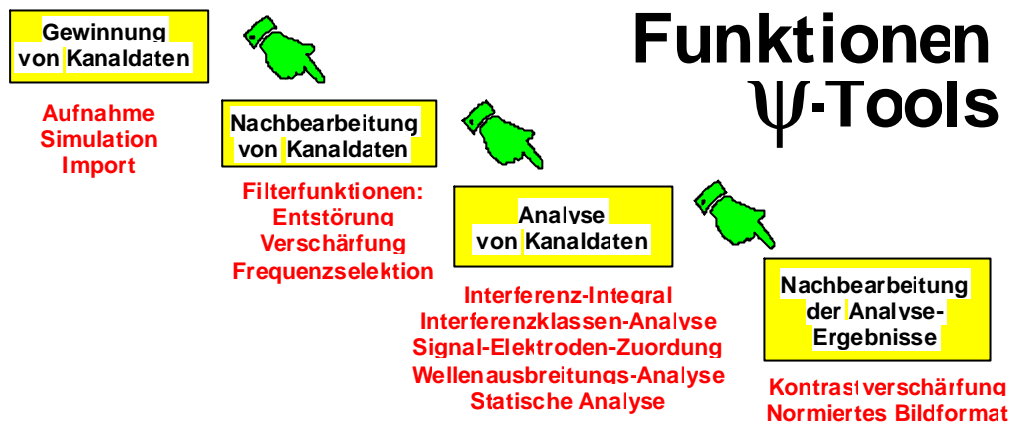 Funktionen
Ψ-Tools
Gewinnung
von Kanaldaten
Aufnahme
Simulation
Import
Nachbearbeitung
von Kanaldaten
Filterfunktionen:
Entstörung
Verschärfung
Frequenzselektion
Analyse
von Kanaldaten
Interferenz-Integral
Interferenzklassen-Analyse
Signal-Elektroden-Zuordung
Wellenausbreitungs-Analyse
Statische Analyse
Nachbearbeitung
der Analyse-
Ergebnisse
Kontrastverschärfung
Normiertes Bildformat